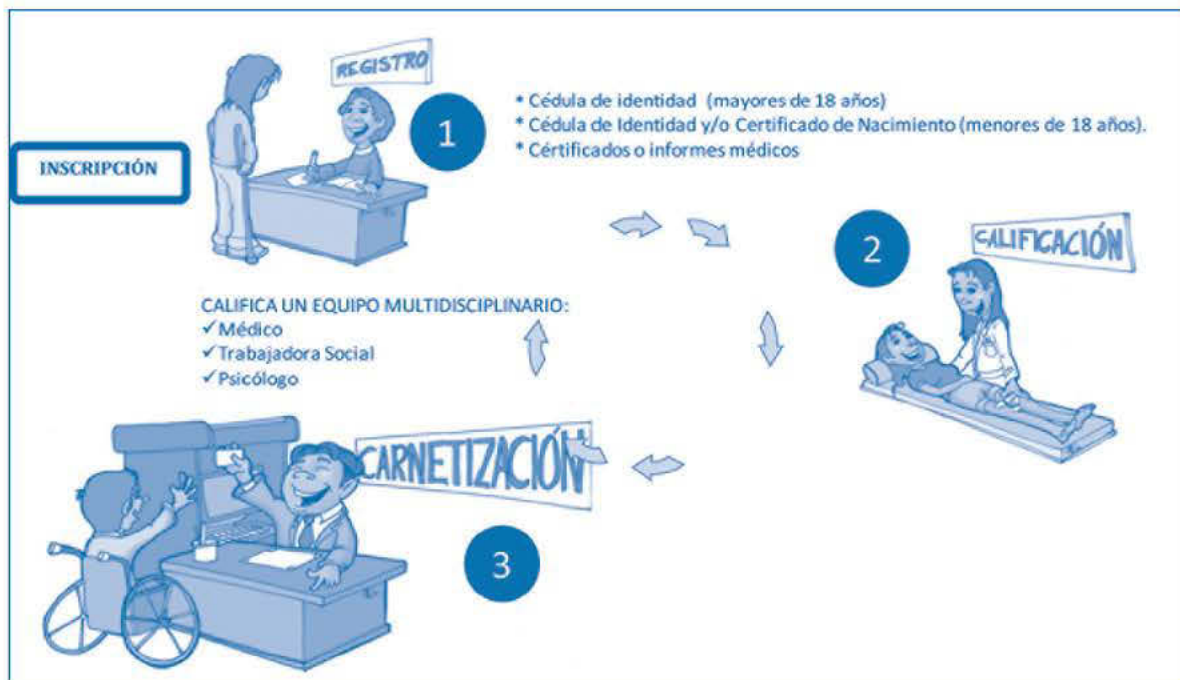 REGISTRO
1
* Cédula de identidad (mayores de 18 años)
* Cédula de Identidad y/o Certificado de Nacimiento (menores de 18 años).
* Cértificados o informes médicos
INSCRIPCIÓN
2
CALIFICACIÓN
CALIFICA UN EQUIPO MULTIDISCIPLINARIO:
✓ Médico
✓ Trabajadora Social
✓ Psicólogo
CARNETIZACIÓN
3